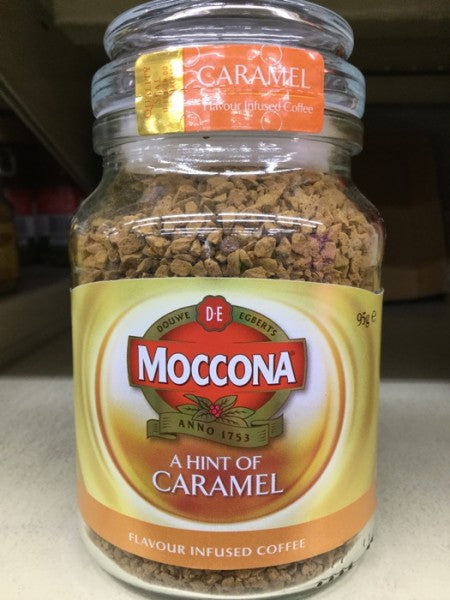 CARAMEL
Flavour Infused Coffee
95g
DOUWE D·E EGBERTS
MOCCONA
ANNO 1753
A HINT OF
CARAMEL
FLAVOUR INFUSED COFFEE